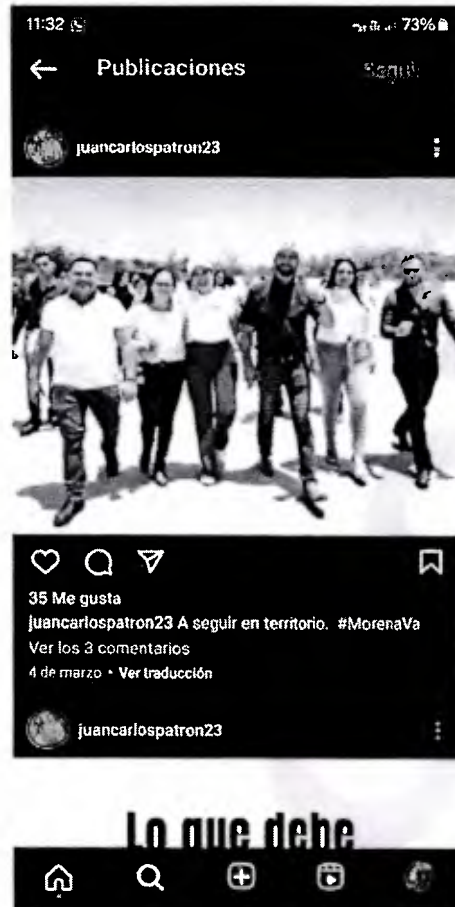 11:32
73%
Publicaciones
Seguir
juancarlospatron23
35 Me gusta
juancarlospatron23 A seguir en territorio. #MorenaVa
Ver los 3 comentarios
4 de marzo • Ver traducción
juancarlospatron23
Lo que debe